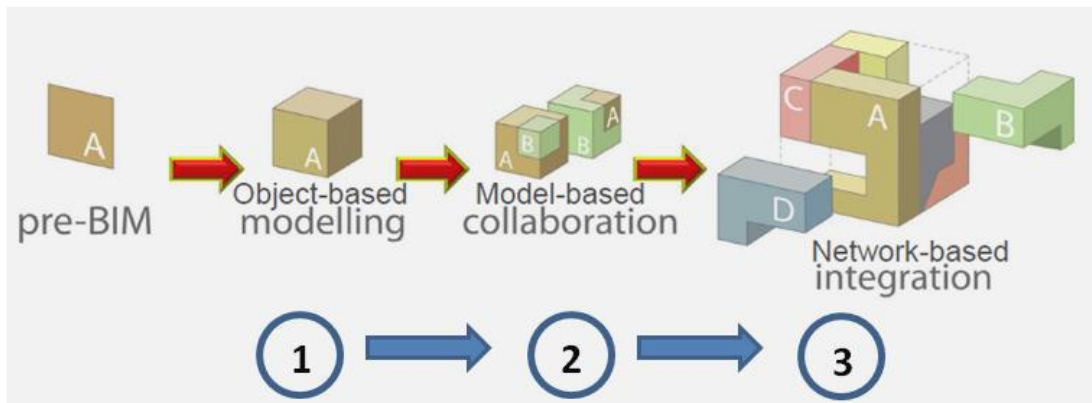 A
pre-BIM
A
Object-based
modelling
A
B
B
A
Model-based
collaboration
C
A
B
D
Network-based
integration
1
2
3